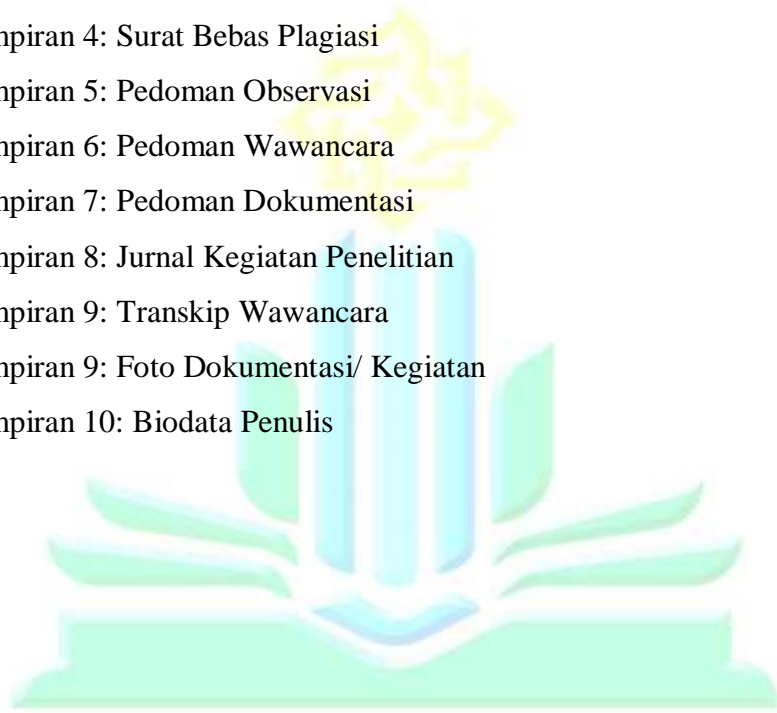 mpiran 4: Surat Bebas Plagiasi
mpiran 5: Pedoman Observasi
mpiran 6: Pedoman Wawancara
mpiran 7: Pedoman Dokumentasi
mpiran 8: Jurnal Kegiatan Penelitian
mpiran 9: Transkip Wawancara
mpiran 9: Foto Dokumentasi/ Kegiatan
mpiran 10: Biodata Penulis